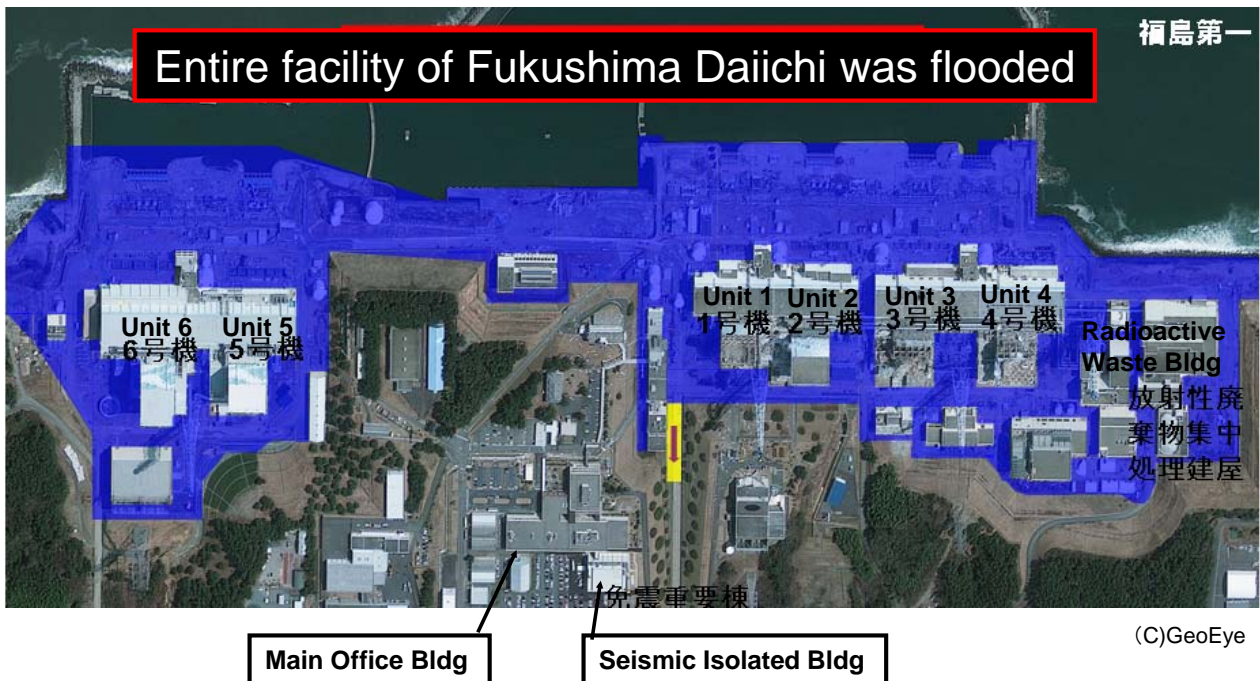 福島第一
Entire facility of Fukushima Daiichi was flooded
Unit 6
6号機
Unit 5
5号機
Unit 1
1号機
Unit 2
2号機
Unit 3
3号機
Unit 4
4号機
Radioactive
Waste Bldg
放射性廃
棄物集中
処理建屋
免震重要棟
Main Office Bldg
Seismic Isolated Bldg
(C)GeoEye